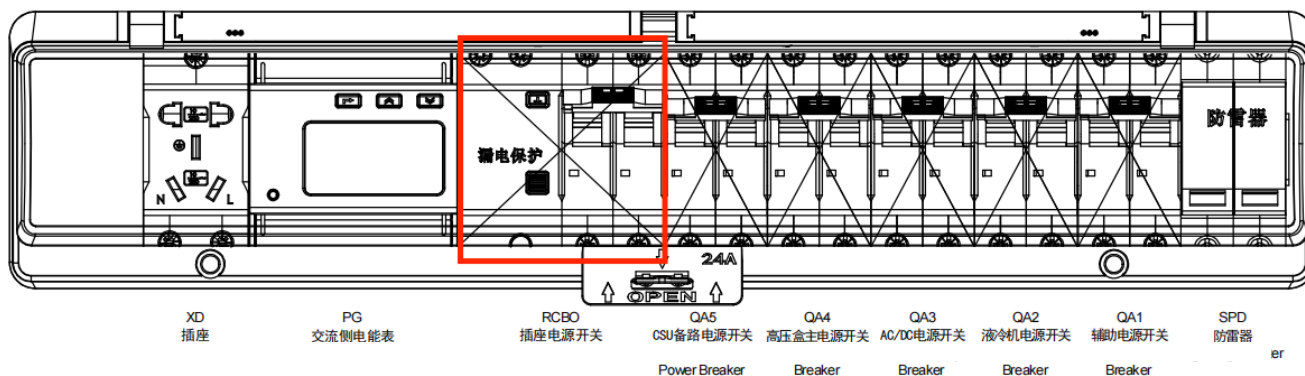 漏电保护
防雷器
N
L
24A
OPEN
XD
插座
PG
交流侧电能表
RCBO
插座电源开关
QA5
CSU备路电源开关
Power Breaker
QA4
高压盒主电源开关
Breaker
QA3
AC/DC电源开关
Breaker
QA2
液冷机电源开关
Breaker
QA1
辅助电源开关
Breaker
SPD
防雷器